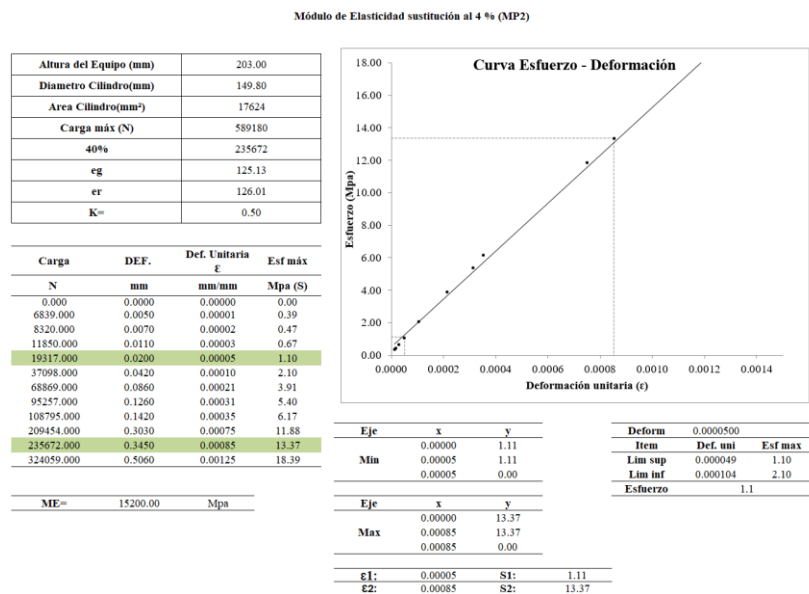 Módulo de Elasticidad sustitución al 4 % (MP2)
Altura del Equipo (mm) 203.00
Diametro Cilindro(mm) 149.80
Area Cilindro(mm²) 17624
Carga máx (N) 589180
40% 235672
eg 125.13
er 126.01
K= 0.50
Carga DEF. Def. Unitaria ε Esf máx
N mm mm/mm Mpa (S)
0.000 0.0000 0.00000 0.00
6839.000 0.0050 0.00001 0.39
8320.000 0.0070 0.00002 0.47
11850.000 0.0110 0.00003 0.67
19317.000 0.0200 0.00005 1.10
37098.000 0.0420 0.00010 2.10
68869.000 0.0860 0.00021 3.91
95257.000 0.1260 0.00031 5.40
108795.000 0.1420 0.00035 6.17
209454.000 0.3030 0.00075 11.88
235672.000 0.3450 0.00085 13.37
324059.000 0.5060 0.00125 18.39
ME= 15200.00 Mpa
Curva Esfuerzo - Deformación
Esfuerzo (Mpa)
18.00
16.00
14.00
12.00
10.00
8.00
6.00
4.00
2.00
0.00
0.0000 0.0002 0.0004 0.0006 0.0008 0.0010 0.0012 0.0014
Deformación unitaria (ε)
Eje x y
0.00000 1.11
Min 0.00005 1.11
0.00005 0.00
Eje x y
0.00000 13.37
Max 0.00085 13.37
0.00085 0.00
ε1: 0.00005 S1: 1.11
ε2: 0.00085 S2: 13.37
Deform 0.0000500
Item Def. uni Esf max
Lim sup 0.000049 1.10
Lim inf 0.000104 2.10
Esfuerzo 1.1